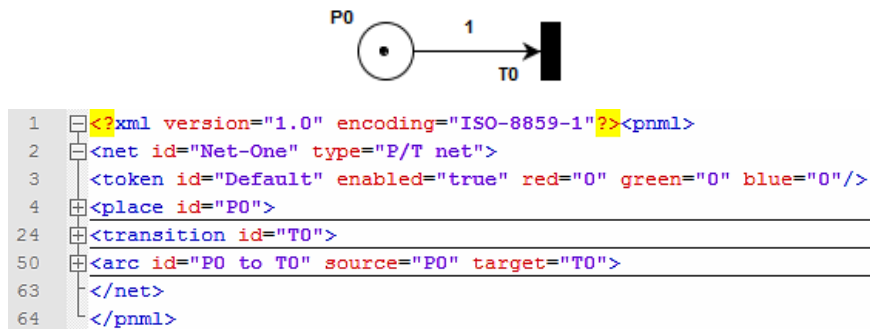 P0
1
T0
1 <?xml version="1.0" encoding="ISO-8859-1"?><pnml>
2 <net id="Net-One" type="P/T net">
3 <token id="Default" enabled="true" red="0" green="0" blue="0"/>
4 <place id="P0">
24 <transition id="T0">
50 <arc id="P0 to T0" source="P0" target="T0">
63 </net>
64 </pnml>